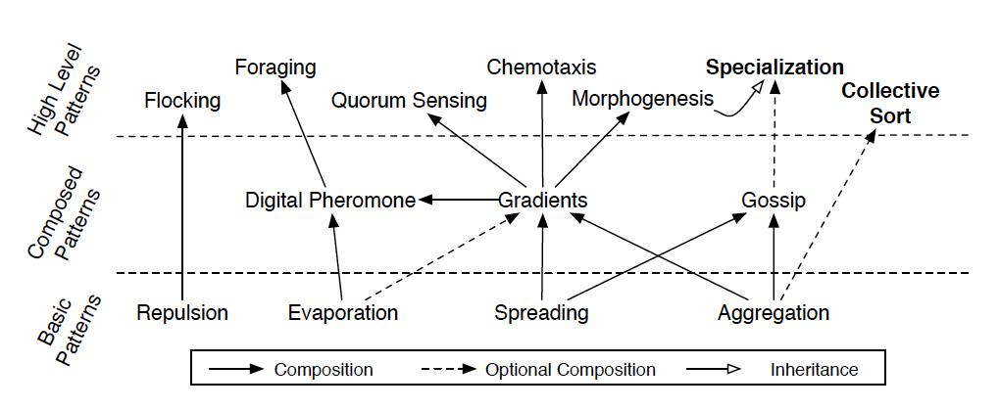 High Level
Patterns
Foraging
Chemotaxis
Specialization
Flocking
Quorum Sensing
Morphogenesis
Collective
Sort
Composed
Patterns
Digital Pheromone
Gradients
Gossip
Basic
Patterns
Repulsion
Evaporation
Spreading
Aggregation
Composition
Optional Composition
Inheritance